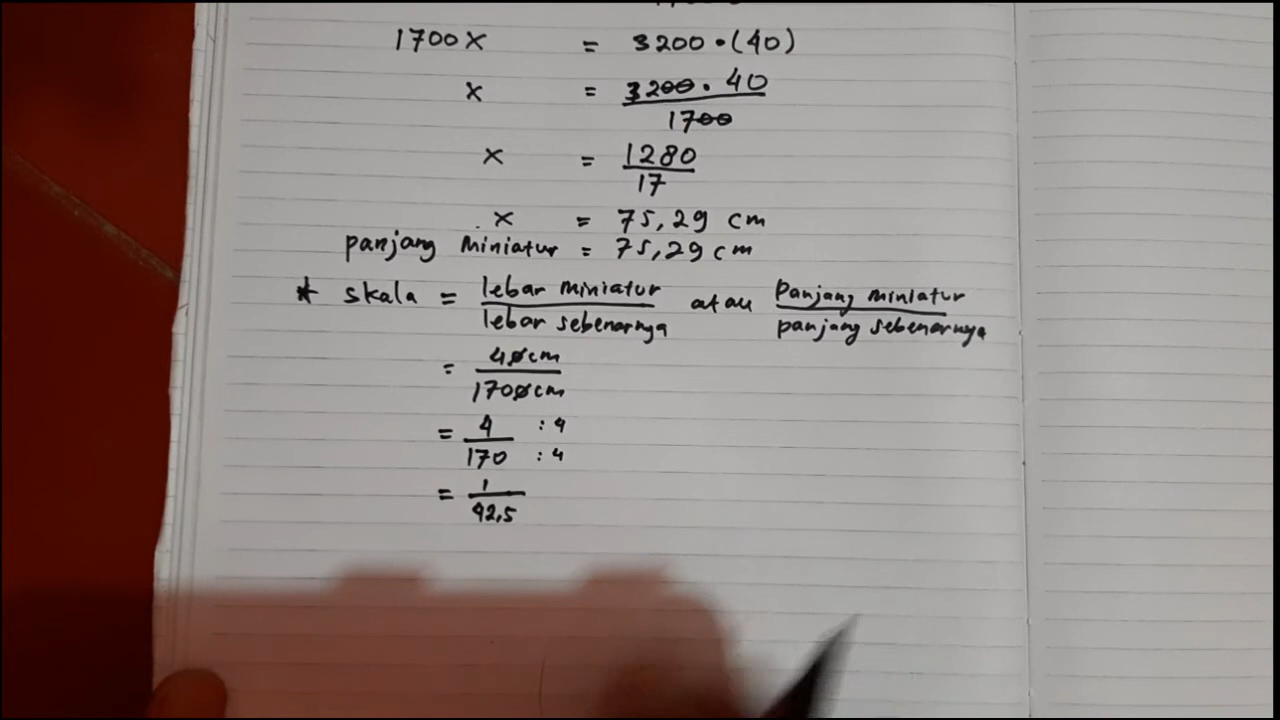 1700x = 3200 • (40)
x = 3200 . 40
1700
x = 1280
17
x = 75,29 cm
panjang miniatur = 75,29 cm
* skala = lebar miniatur atau Panjang miniatur
lebar sebenarnya panjang sebenarnya
= 40 cm
1700 cm
= 4 : 4
170 : 4
= 1
42,5